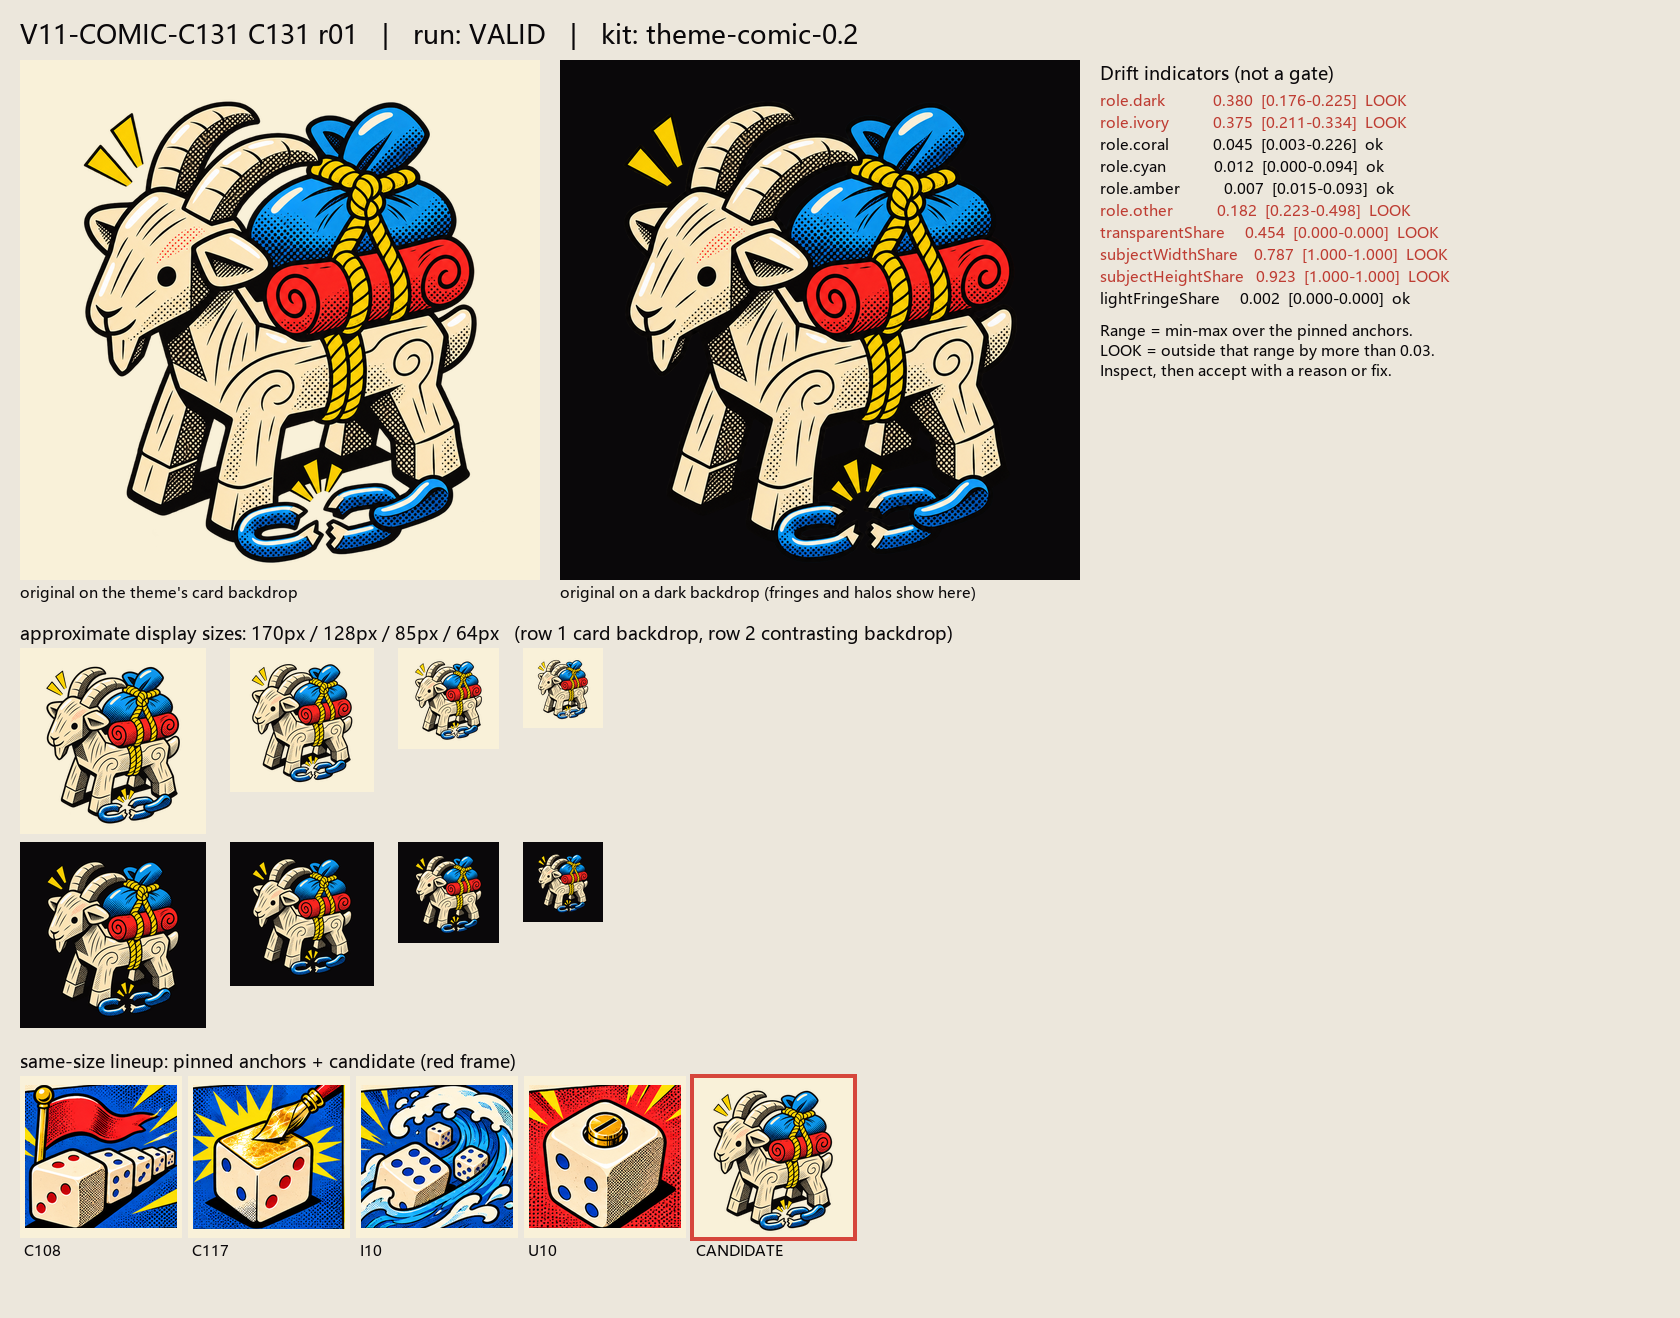 V11-COMIC-C131 C131 r01 | run: VALID | kit: theme-comic-0.2
Drift indicators (not a gate)
role.dark 0.380 [0.176-0.225] LOOK
role.ivory 0.375 [0.211-0.334] LOOK
role.coral 0.045 [0.003-0.226] ok
role.cyan 0.012 [0.000-0.094] ok
role.amber 0.007 [0.015-0.093] ok
role.other 0.182 [0.223-0.498] LOOK
transparentShare 0.454 [0.000-0.000] LOOK
subjectWidthShare 0.787 [1.000-1.000] LOOK
subjectHeightShare 0.923 [1.000-1.000] LOOK
lightFringeShare 0.002 [0.000-0.000] ok
Range = min-max over the pinned anchors.
LOOK = outside that range by more than 0.03.
Inspect, then accept with a reason or fix.
original on the theme's card backdrop
original on a dark backdrop (fringes and halos show here)
approximate display sizes: 170px / 128px / 85px / 64px (row 1 card backdrop, row 2 contrasting backdrop)
same-size lineup: pinned anchors + candidate (red frame)
C108
C117
I10
U10
CANDIDATE